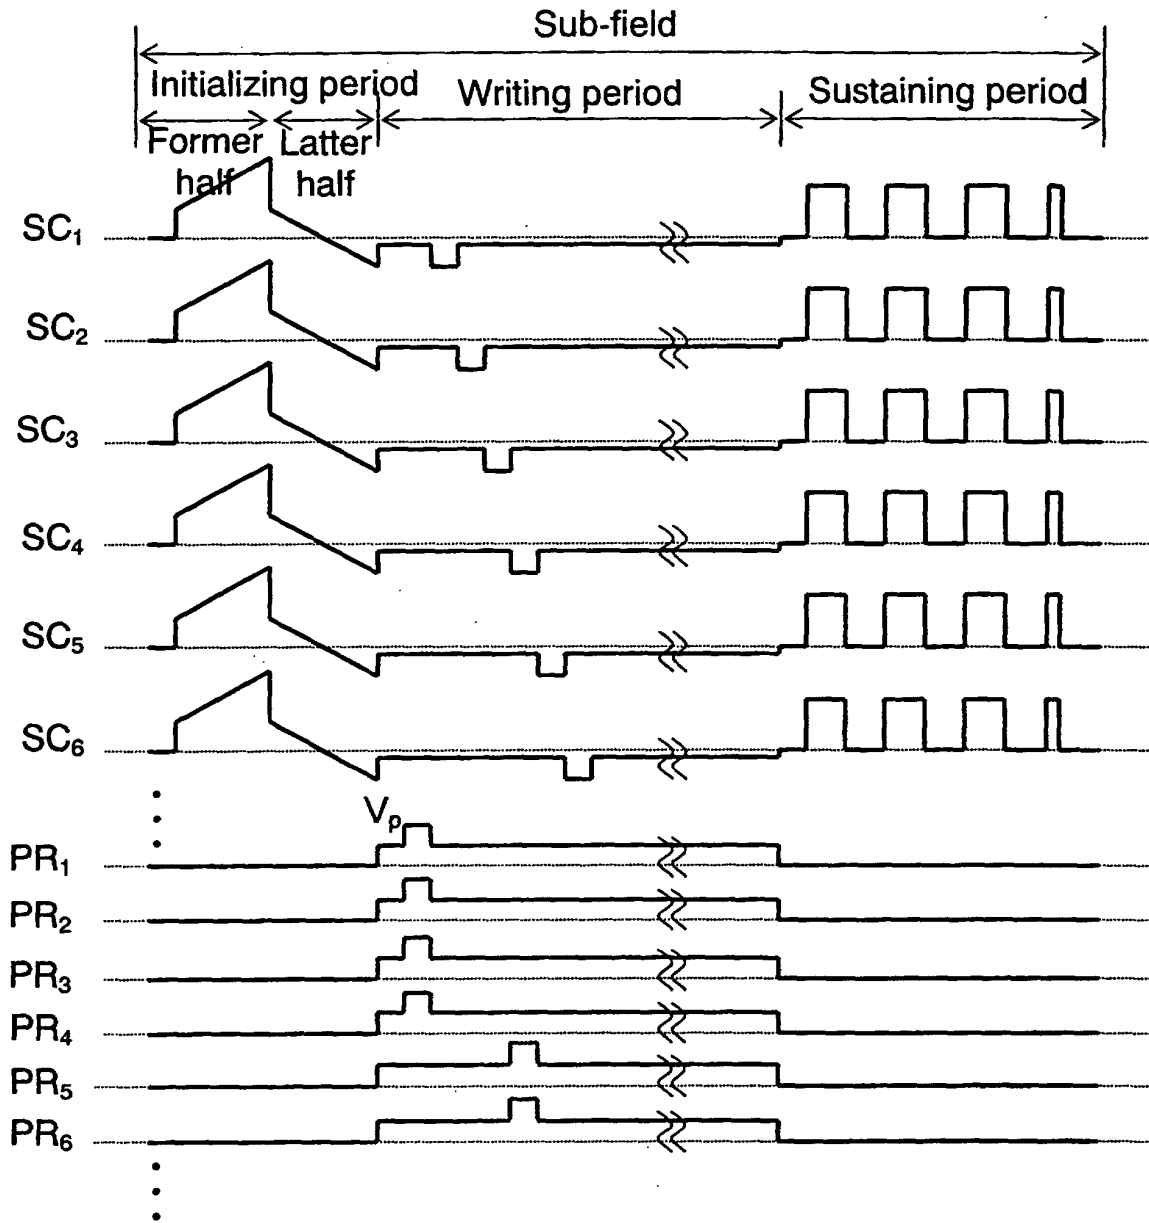 Sub-field
Initializing period
Writing period
Sustaining period
Former half
Latter half
SC1
SC2
SC3
SC4
SC5
SC6
Vp
PR1
PR2
PR3
PR4
PR5
PR6